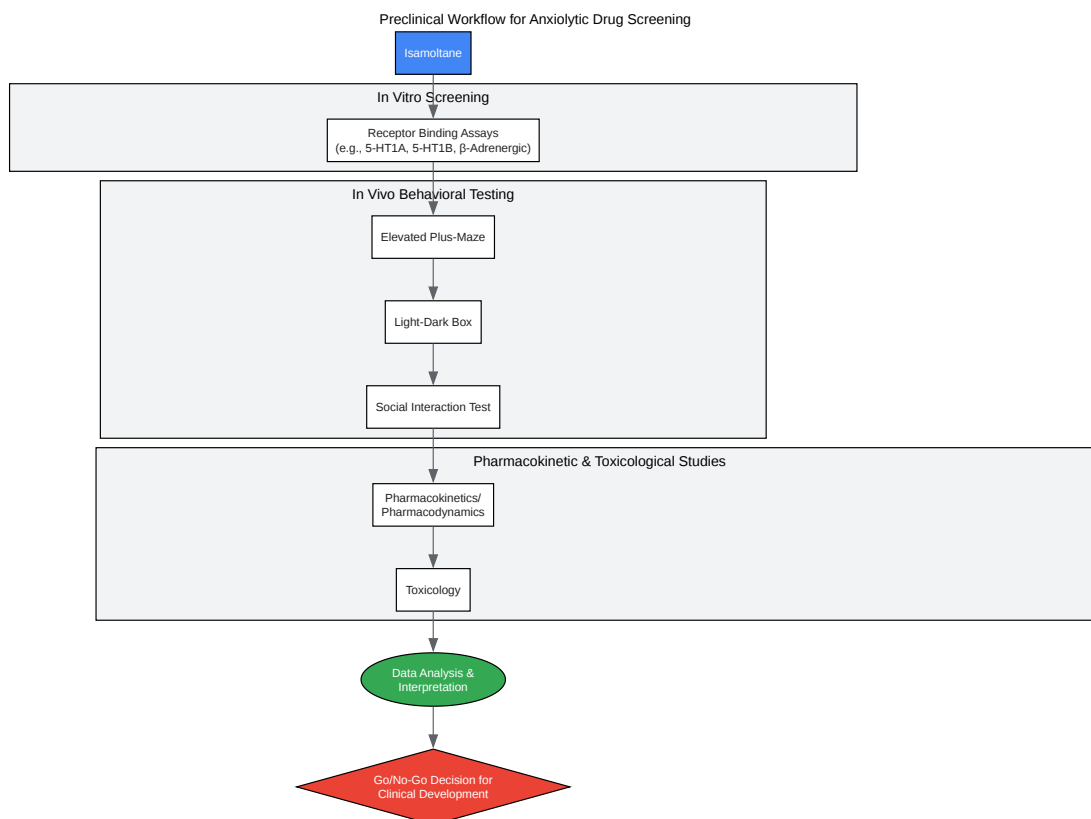 Preclinical Workflow for Anxiolytic Drug Screening
Isamoltane
In Vitro Screening
Receptor Binding Assays
(e.g., 5-HT1A, 5-HT1B, β-Adrenergic)
In Vivo Behavioral Testing
Elevated Plus-Maze
Light-Dark Box
Social Interaction Test
Pharmacokinetic & Toxicological Studies
Pharmacokinetics/
Pharmacodynamics
Toxicology
Data Analysis &
Interpretation
Go/No-Go Decision for
Clinical Development